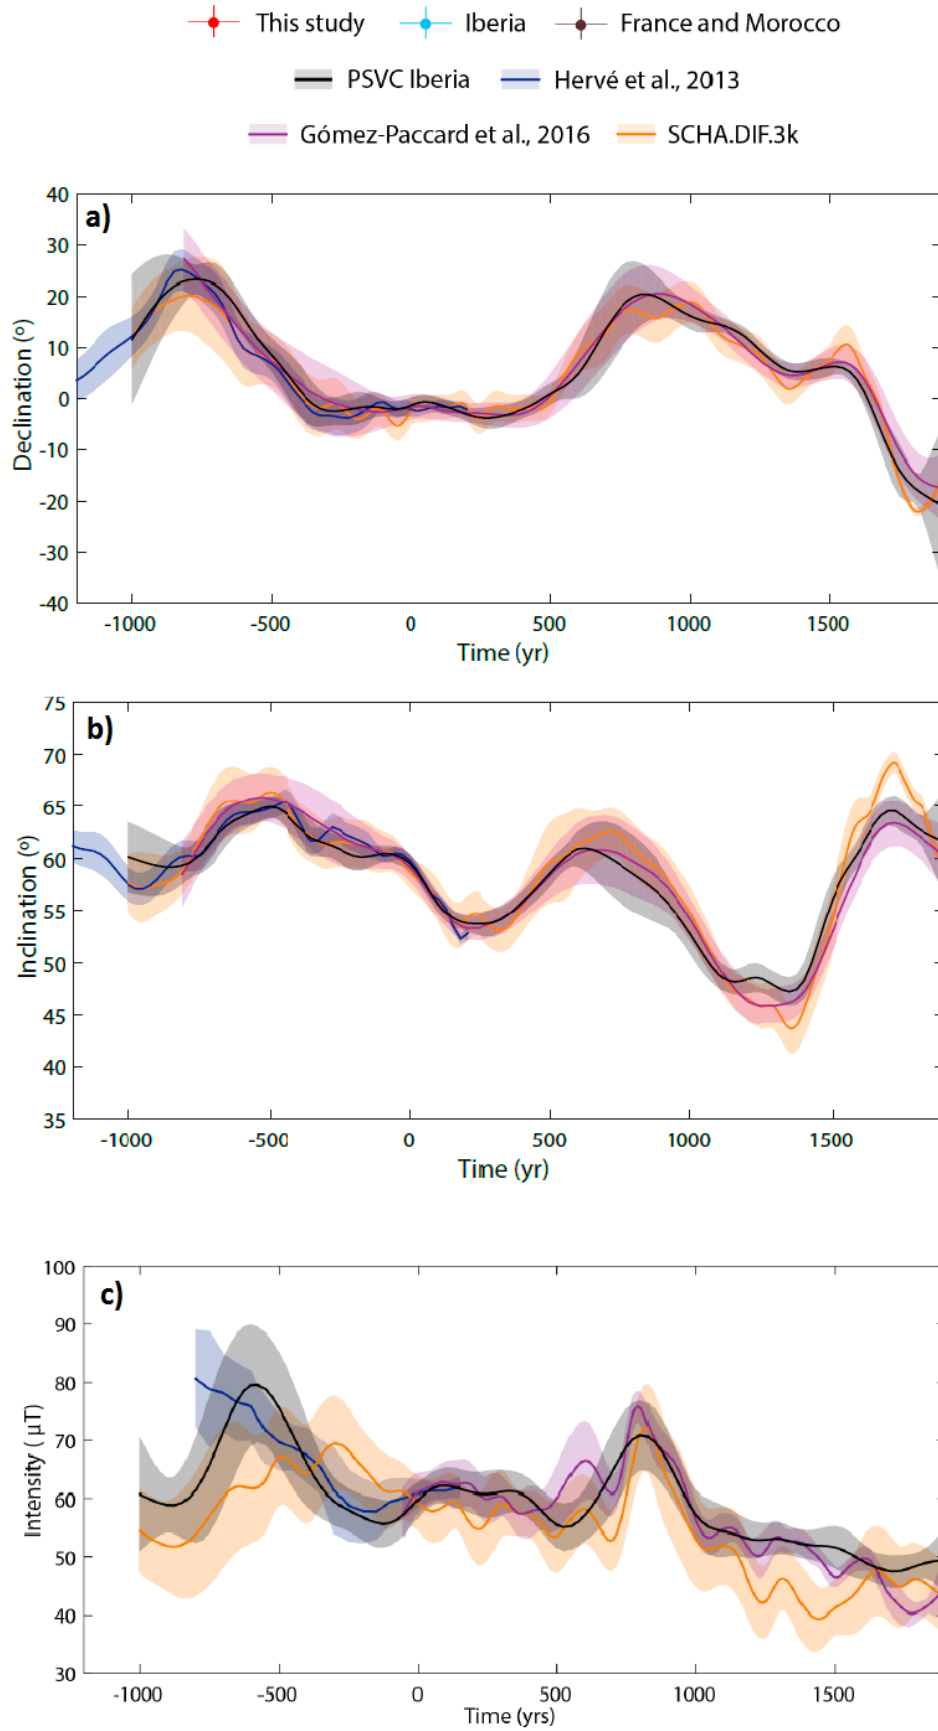 This study Iberia France and Morocco
PSVC Iberia Hervé et al., 2013
Gómez-Paccard et al., 2016 SCHA.DIF.3k
a)
40
30
20
10
0
-10
-20
-30
-40
Declination (º)
-1000 -500 0 500 1000 1500
Time (yr)
b)
75
70
65
60
55
50
45
40
35
Inclination (º)
-1000 -500 0 500 1000 1500
Time (yr)
c)
100
90
80
70
60
50
40
30
Intensity ( µT)
-1000 -500 0 500 1000 1500
Time (yrs)